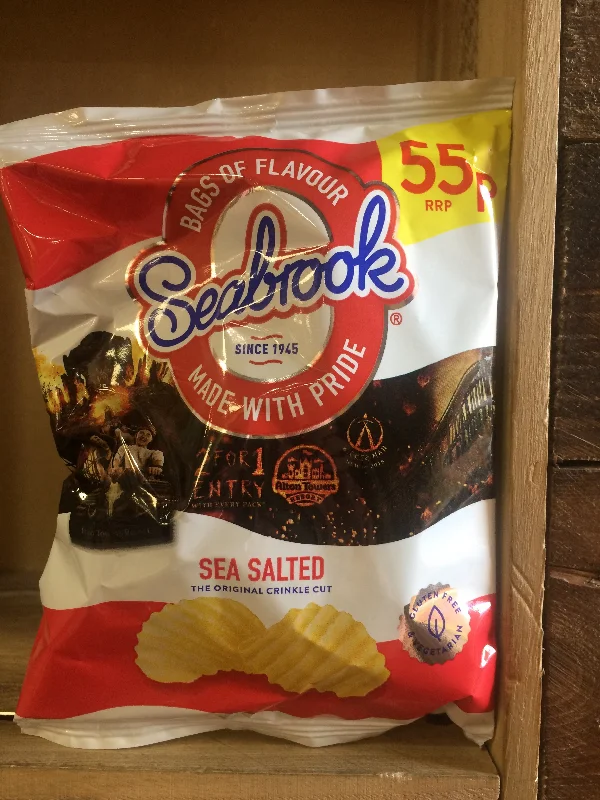 BAGS OF FLAVOUR
55p
RRP
Seabrook
®
SINCE 1945
MADE WITH PRIDE
2 FOR 1
ENTRY
WITH EVERY PACK*
Alton Towers
RESORT
SEA SALTED
THE ORIGINAL CRINKLE CUT
GLUTEN FREE
& VEGETARIAN